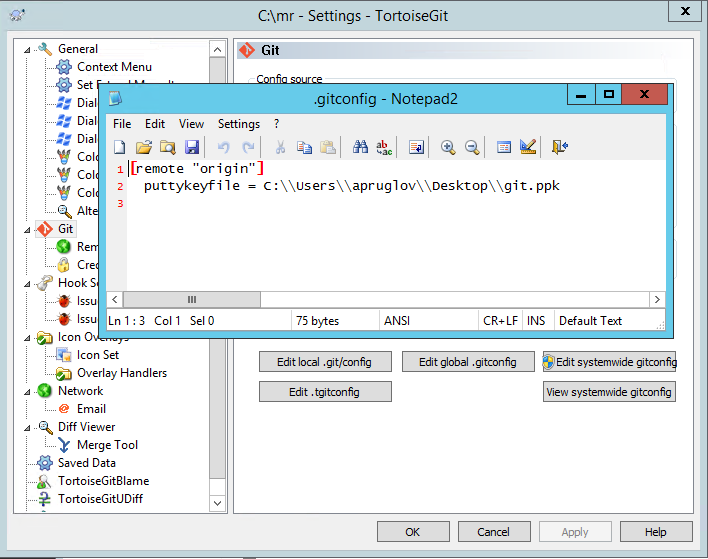 C:\mr - Settings - TortoiseGit
General
Context Menu
Set Extend Menu It
Dial
Dial
Dial
Colo
Colo
Colo
Alte
Git
Rem
Cred
Hook Sc
Issu
Issu
Icon Overlays
Icon Set
Overlay Handlers
Network
Email
Diff Viewer
Merge Tool
Saved Data
TortoiseGitBlame
TortoiseGitUDiff
Git
Config source
.gitconfig - Notepad2
File Edit View Settings ?
1 [remote "origin"]
2 puttykeyfile = C:\\Users\\apruglov\\Desktop\\git.ppk
3
Ln 1 : 3 Col 1 Sel 0 75 bytes ANSI CR+LF INS Default Text
Edit local .git/config Edit global .gitconfig Edit systemwide gitconfig
Edit .tgitconfig View systemwide gitconfig
OK Cancel Apply Help